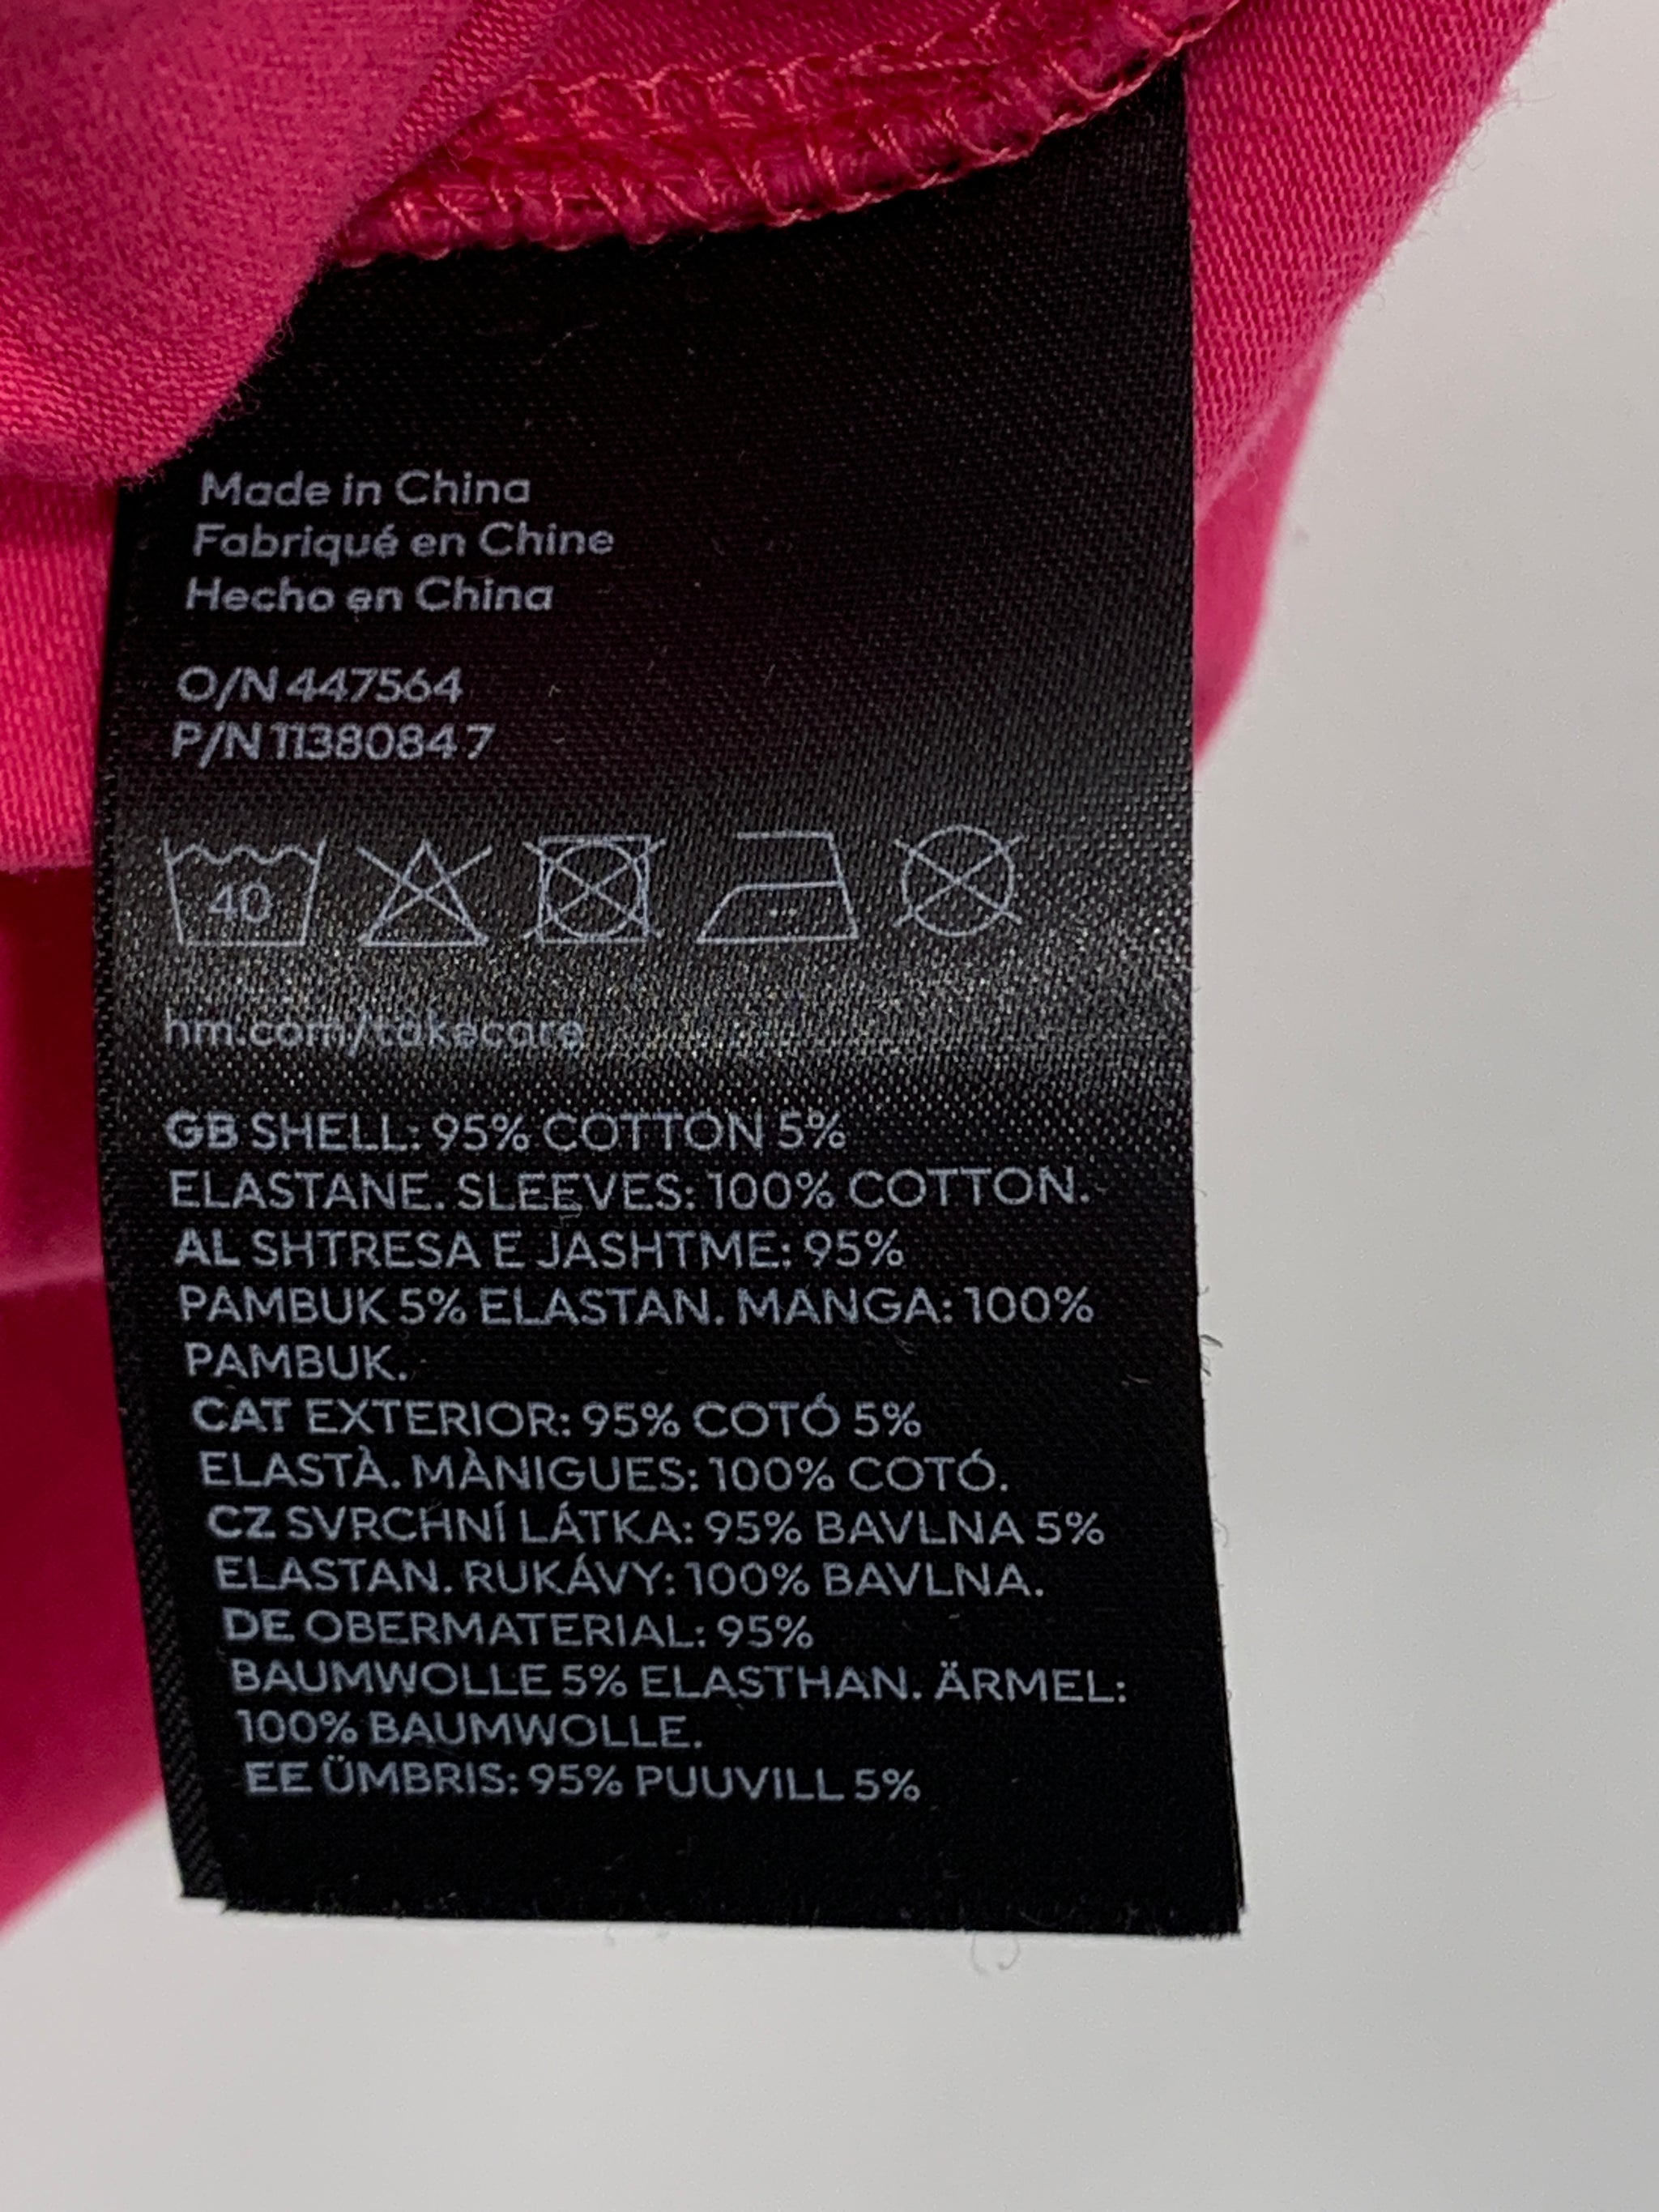 Made in China
Fabriqué en Chine
Hecho en China
O/N 447564
P/N 11380847
40
hm.com/takecare
GB SHELL: 95% COTTON 5%
ELASTANE. SLEEVES: 100% COTTON.
AL SHTRESA E JASHTME: 95%
PAMBUK 5% ELASTAN. MANGA: 100%
PAMBUK.
CAT EXTERIOR: 95% COTÓ 5%
ELASTÀ. MÀNIGUES: 100% COTÓ.
CZ SVRCHNÍ LÁTKA: 95% BAVLNA 5%
ELASTAN. RUKÁVY: 100% BAVLNA.
DE OBERMATERIAL: 95%
BAUMWOLLE 5% ELASTHAN. ÄRMEL:
100% BAUMWOLLE.
EE ÜMBRIS: 95% PUUVILL 5%